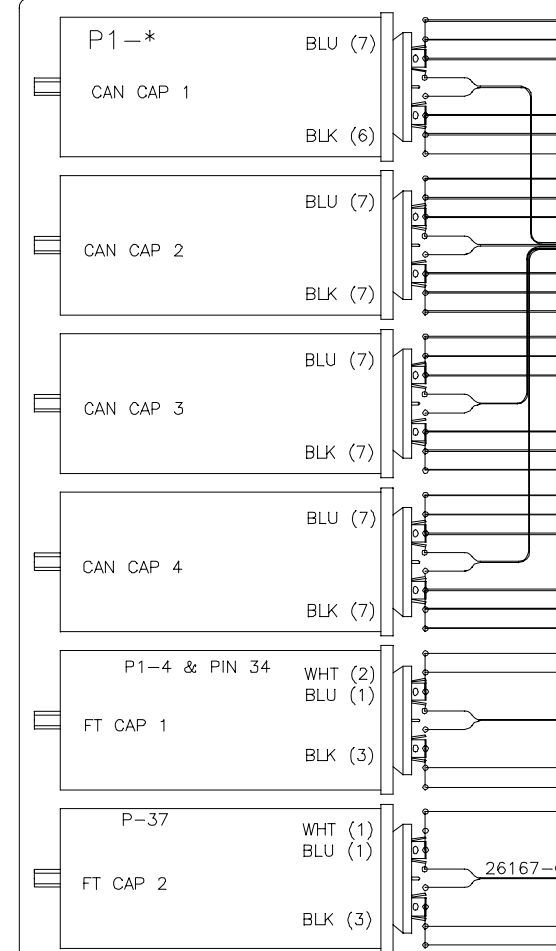 P1-*
BLU (7)
CAN CAP 1
BLK (6)
BLU (7)
CAN CAP 2
BLK (7)
BLU (7)
CAN CAP 3
BLK (7)
BLU (7)
CAN CAP 4
BLK (7)
P1-4 & PIN 34
WHT (2)
BLU (1)
FT CAP 1
BLK (3)
P-37
WHT (1)
BLU (1)
FT CAP 2
26167-
BLK (3)